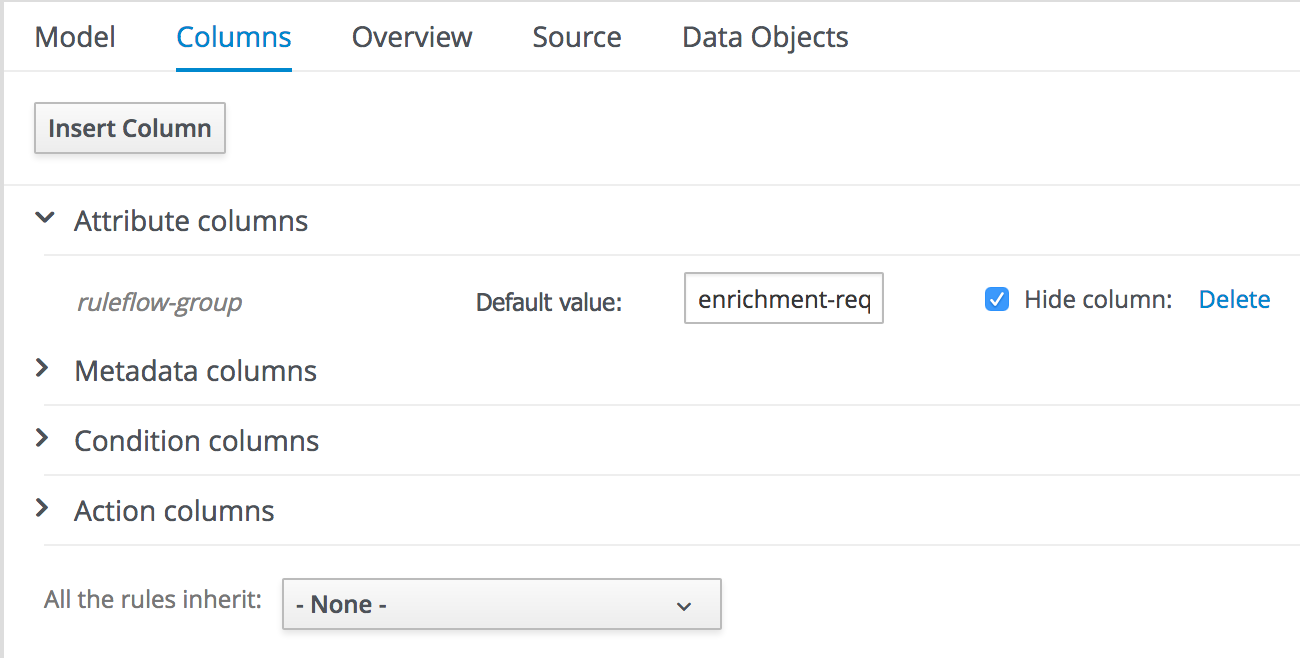 Model Columns Overview Source Data Objects
Insert Column
Attribute columns
ruleflow-group Default value: enrichment-req Hide column: Delete
Metadata columns
Condition columns
Action columns
All the rules inherit: - None -